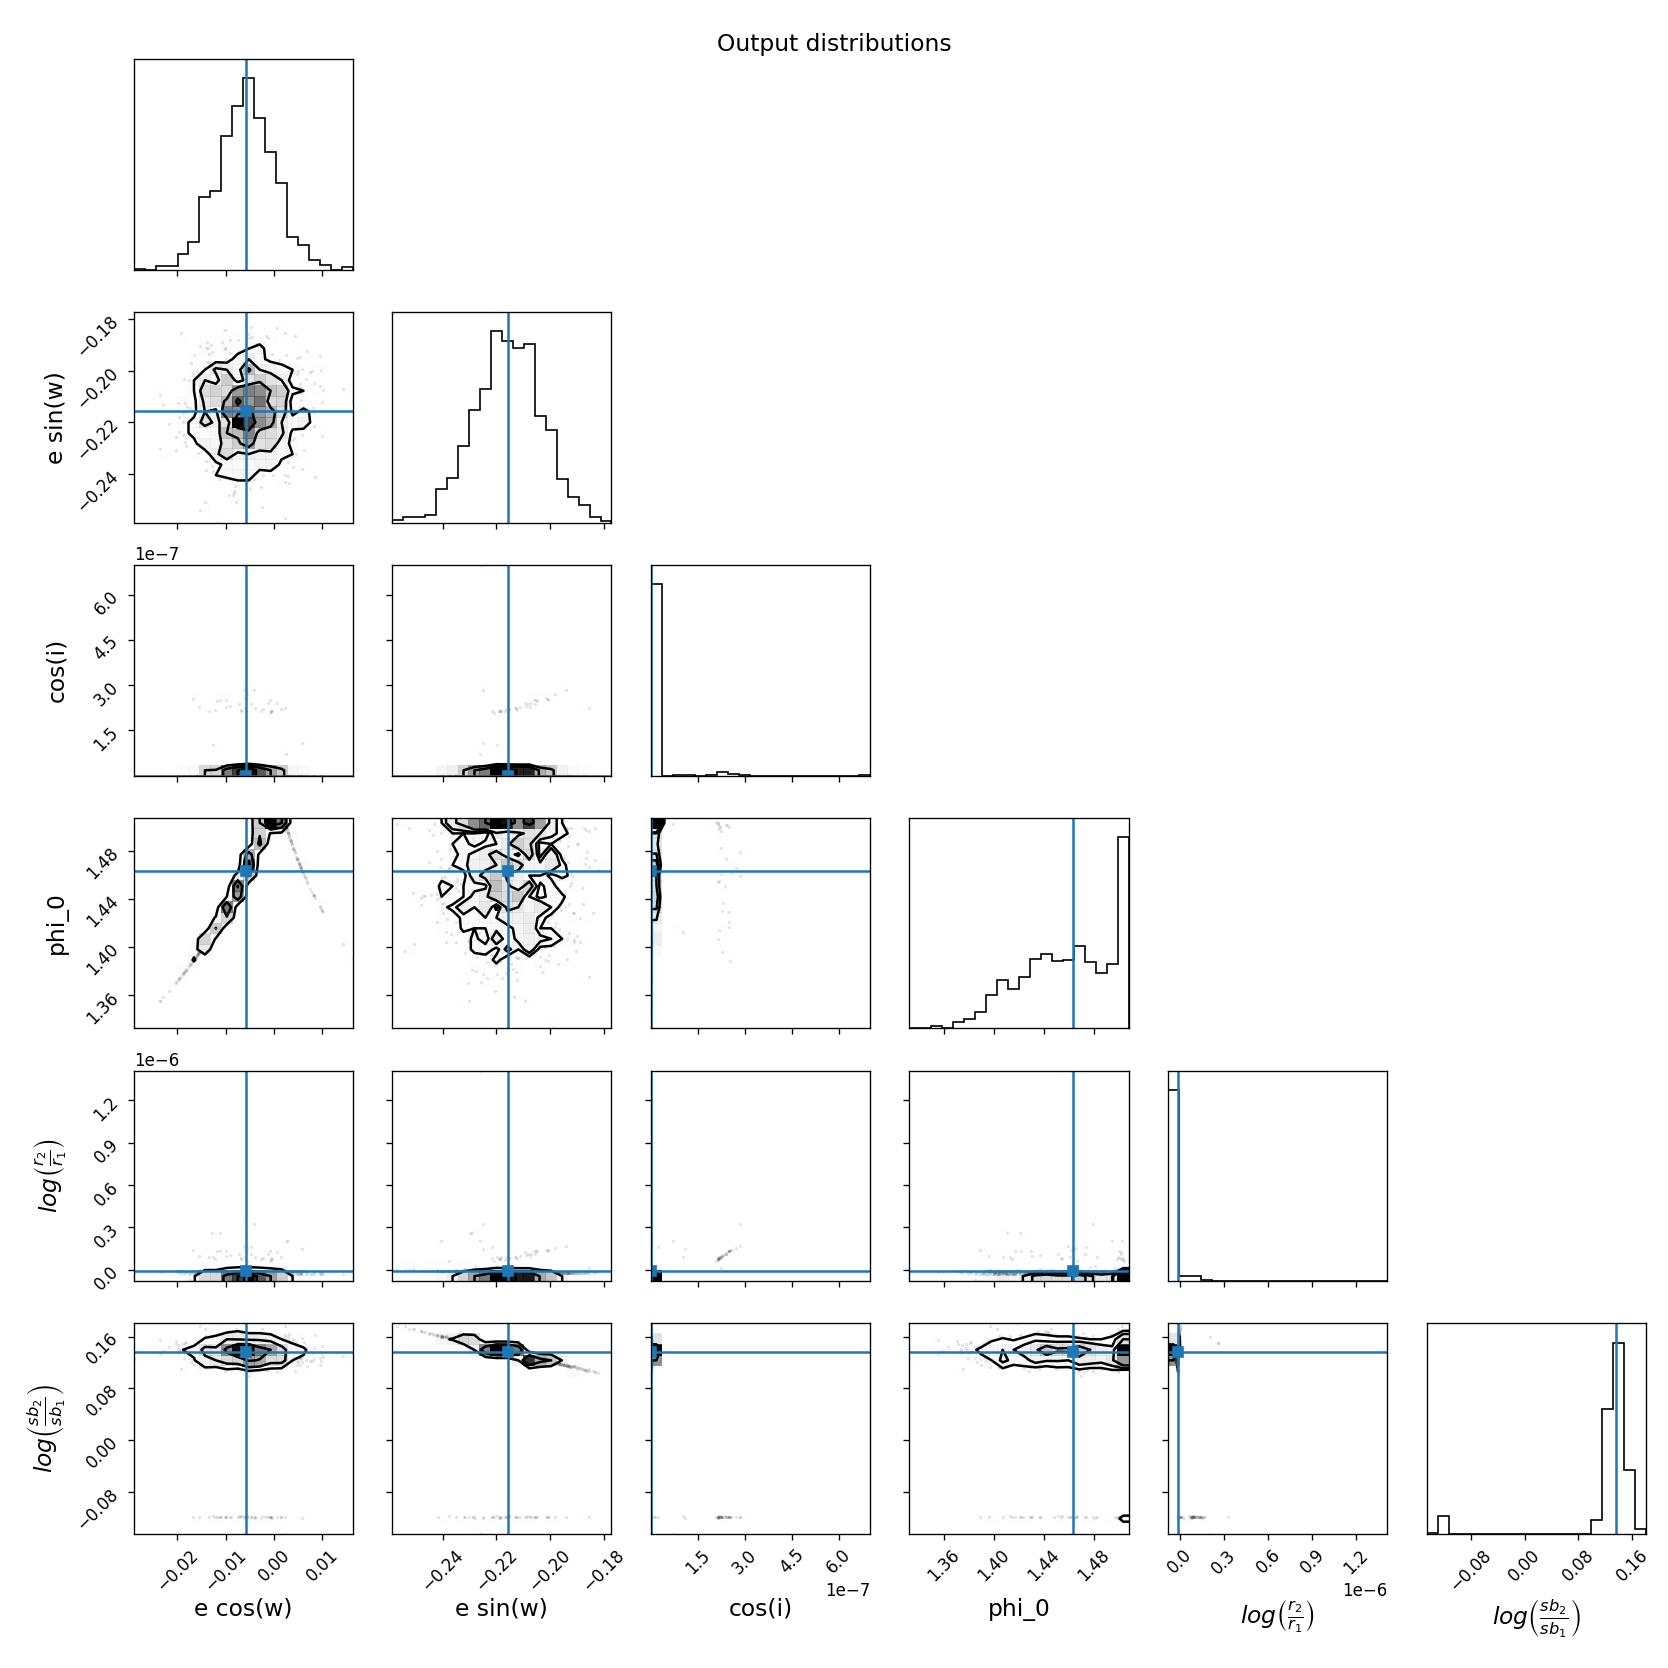 Output distributions
−0.18
−0.20
−0.22
−0.24
e sin(w)
1e−7
6.0
4.5
3.0
1.5
cos(i)
1.48
1.44
1.40
1.36
phi_0
1e−6
1.2
0.9
0.6
0.3
0.0
log(r2/r1)
0.16
0.08
0.00
−0.08
log(sb2/sb1)
−0.02 −0.01 0.00 0.01
−0.24 −0.22 −0.20 −0.18
1.5 3.0 4.5 6.0
1e−7
1.36 1.40 1.44 1.48
0.0 0.3 0.6 0.9 1.2
1e−6
−0.08 0.00 0.08 0.16
e cos(w)
e sin(w)
cos(i)
phi_0
log(r2/r1)
log(sb2/sb1)